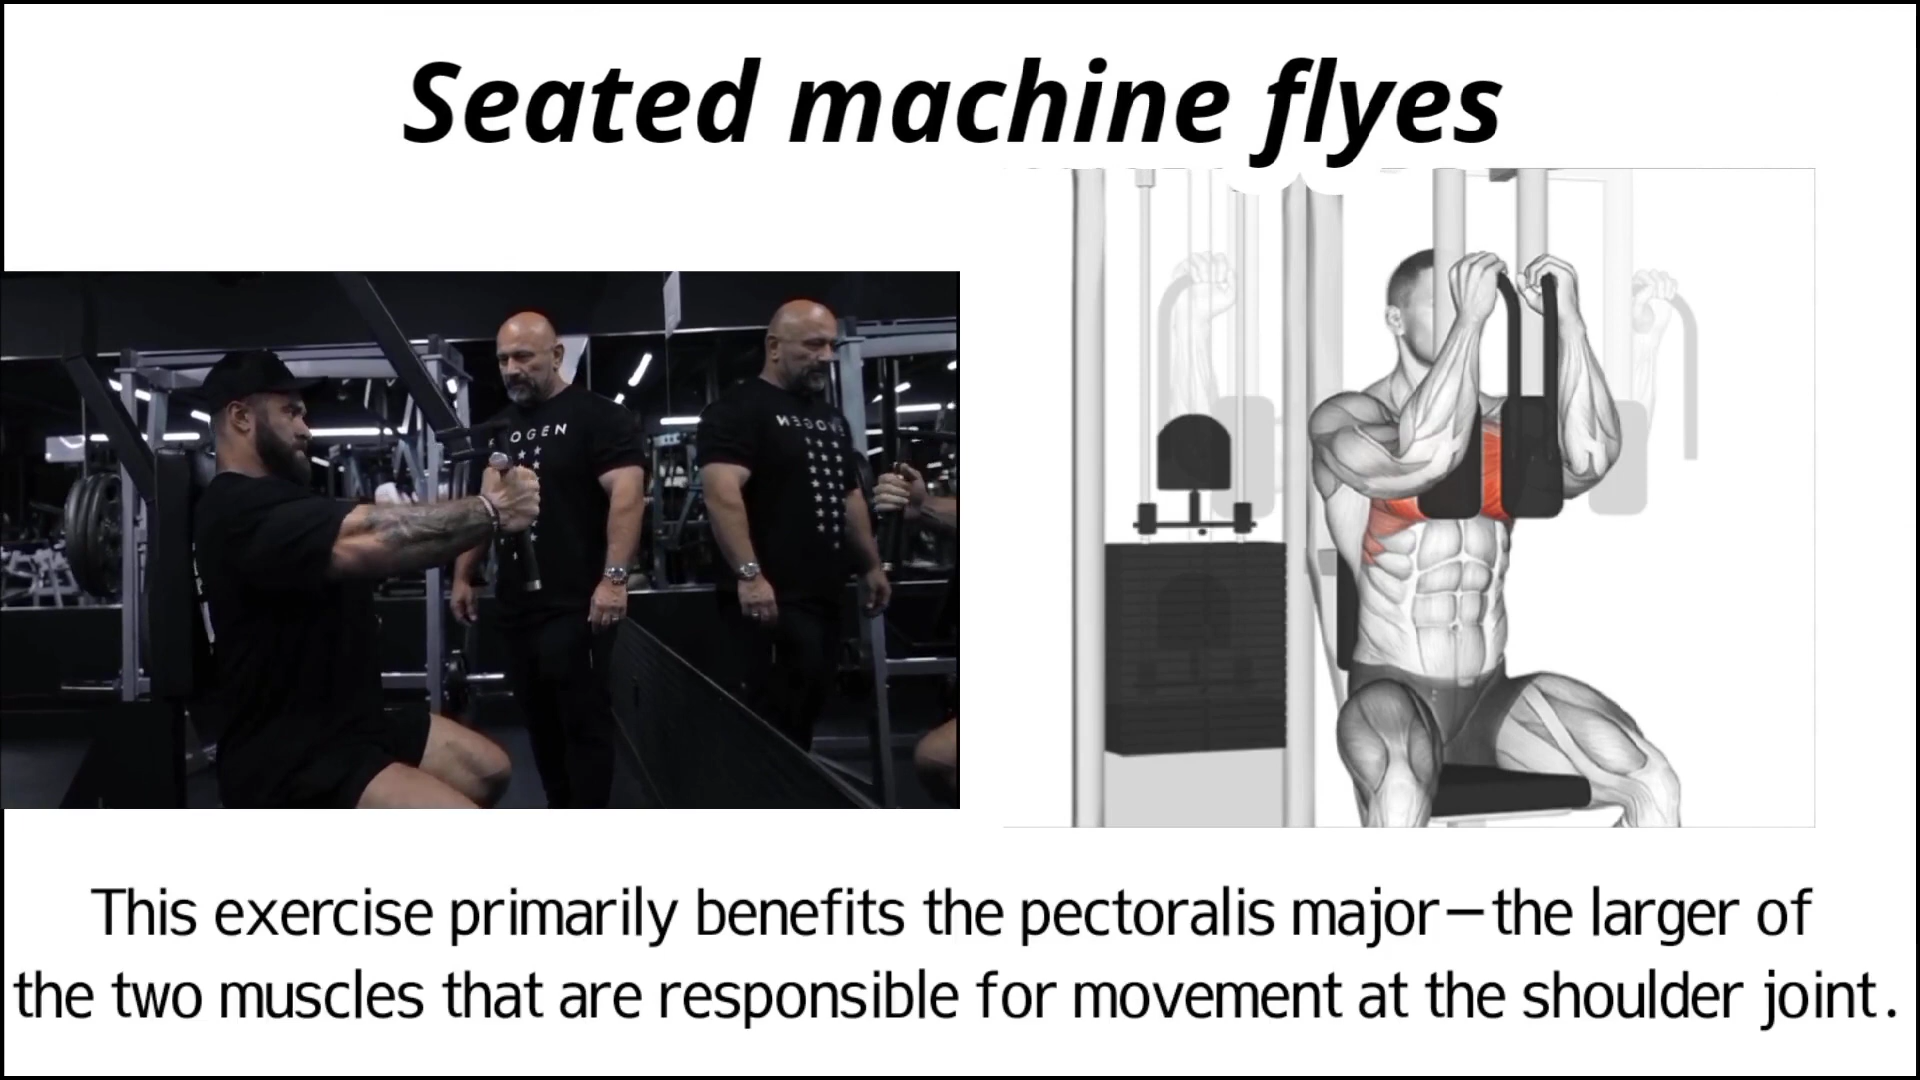 Seated machine flyes
OGEN
This exercise primarily benefits the pectoralis major—the larger of
the two muscles that are responsible for movement at the shoulder joint.